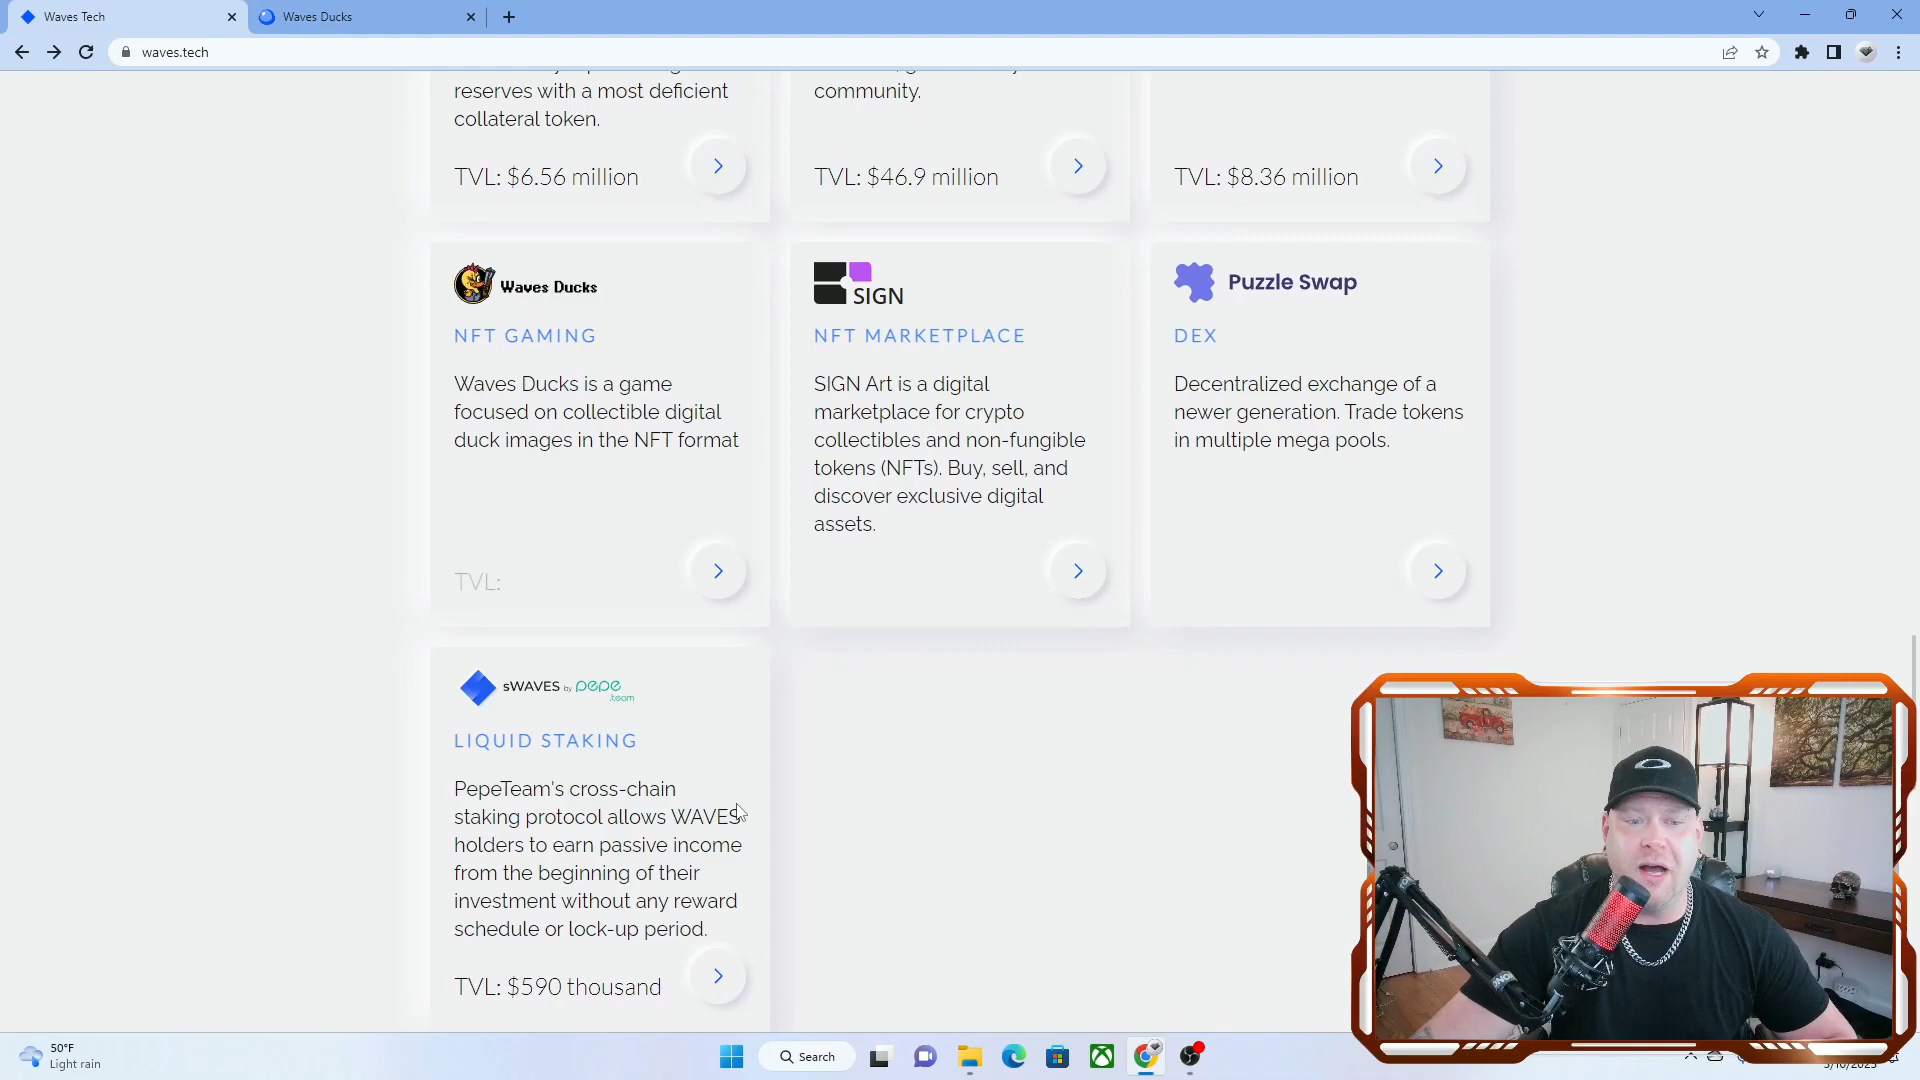 Waves Tech
Waves Ducks
waves.tech
reserves with a most deficient
collateral token.
TVL: $6.56 million
community.
TVL: $46.9 million
TVL: $8.36 million
Waves Ducks
NFT GAMING
Waves Ducks is a game
focused on collectible digital
duck images in the NFT format
TVL:
SIGN
NFT MARKETPLACE
SIGN Art is a digital
marketplace for crypto
collectibles and non-fungible
tokens (NFTs). Buy, sell, and
discover exclusive digital
assets.
Puzzle Swap
DEX
Decentralized exchange of a
newer generation. Trade tokens
in multiple mega pools.
sWAVES by pepe
.team
LIQUID STAKING
PepeTeam's cross-chain
staking protocol allows WAVES
holders to earn passive income
from the beginning of their
investment without any reward
schedule or lock-up period.
TVL: $590 thousand
50°F
Light rain
Search